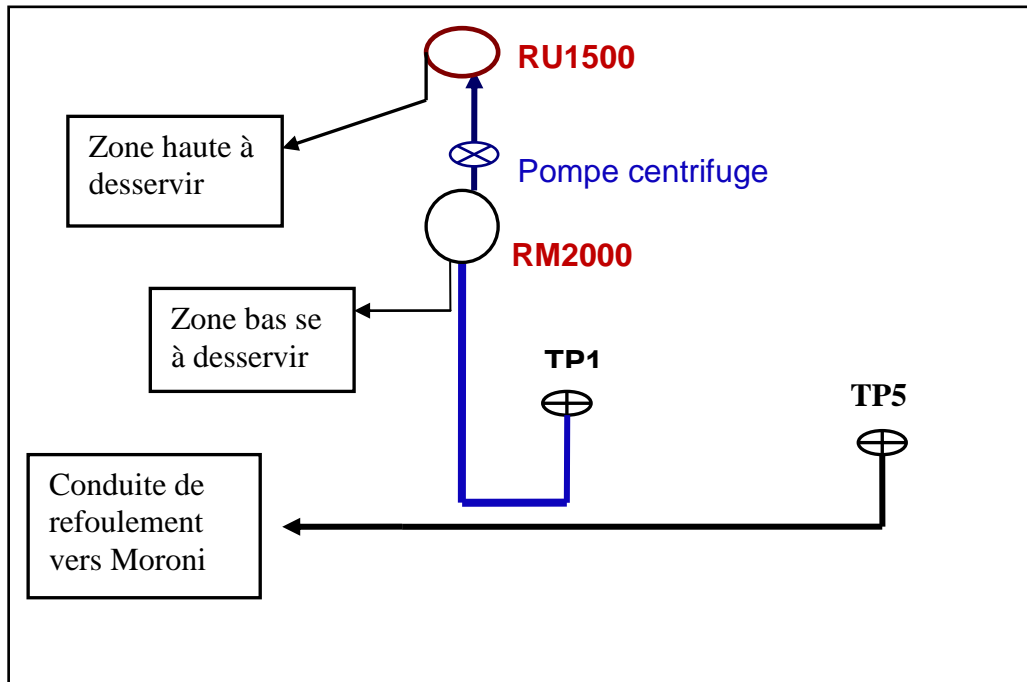 RU1500
Zone haute à
desservir
Pompe centrifuge
RM2000
Zone bas se
à desservir
TP1
TP5
Conduite de
refoulement
vers Moroni